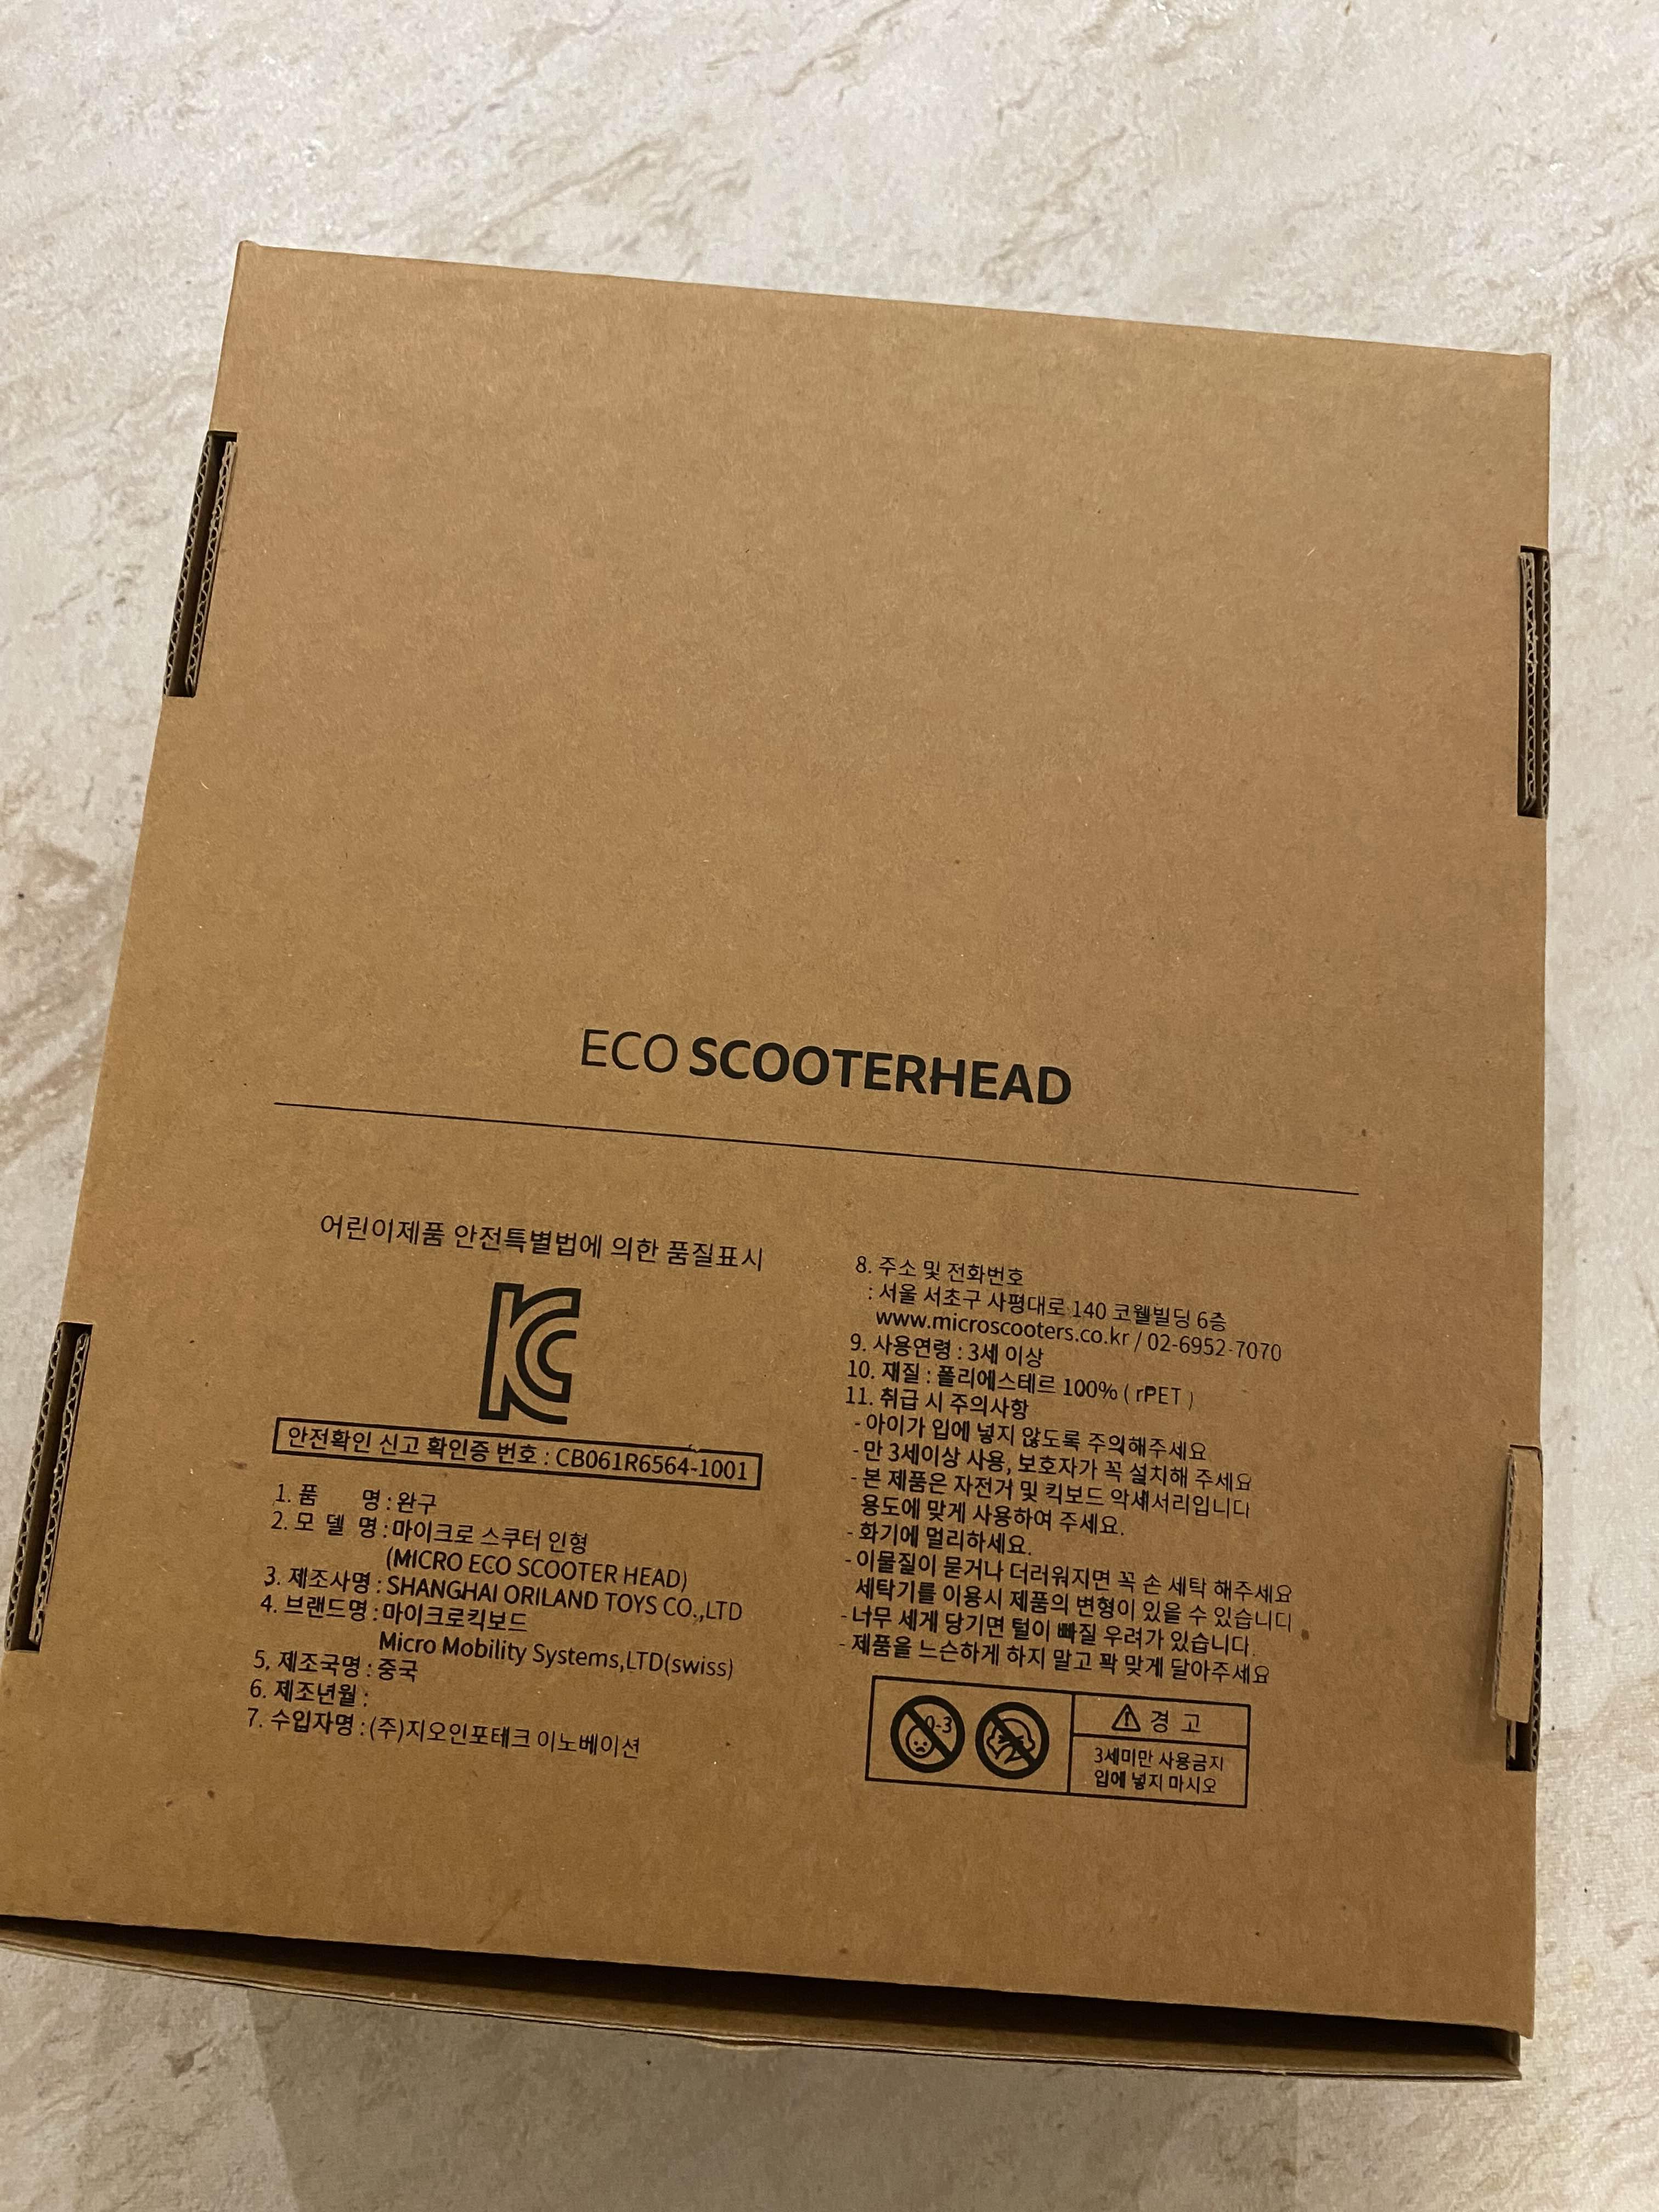 ECO SCOOTERHEAD
어린이제품 안전특별법에 의한 품질표시
KC
안전확인 신고 확인증 번호 : CB061R6564-1001
1. 품 명 : 완구
2. 모 델 명 : 마이크로 스쿠터 인형
(MICRO ECO SCOOTER HEAD)
3. 제조사명 : SHANGHAI ORILAND TOYS CO.,LTD
4. 브랜드명 : 마이크로킥보드
Micro Mobility Systems,LTD(swiss)
5. 제조국명 : 중국
6. 제조년월 :
7. 수입자명 : (주)지오인포테크 이노베이션
8. 주소 및 전화번호
: 서울 서초구 사평대로 140 코웰빌딩 6층
www.microscooters.co.kr / 02-6952-7070
9. 사용연령 : 3세 이상
10. 재질 : 폴리에스테르 100% ( rPET )
11. 취급 시 주의사항
- 아이가 입에 넣지 않도록 주의해주세요
- 만 3세이상 사용, 보호자가 꼭 설치해 주세요
- 본 제품은 자전거 및 킥보드 악세서리입니다
용도에 맞게 사용하여 주세요.
- 화기에 멀리하세요.
- 이물질이 묻거나 더러워지면 꼭 손 세탁 해주세요
세탁기를 이용시 제품의 변형이 있을 수 있습니다
- 너무 세게 당기면 털이 빠질 우려가 있습니다.
- 제품을 느슨하게 하지 말고 꽉 맞게 달아주세요
0-3
경 고
3세미만 사용금지
입에 넣지 마시오